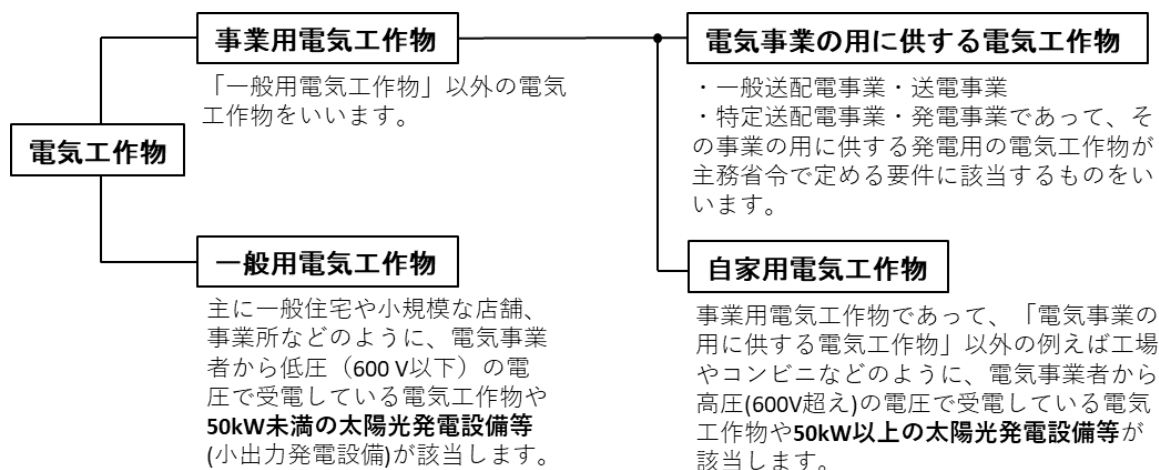 電気工作物
事業用電気工作物
「一般用電気工作物」以外の電気
工作物をいいます。
電気事業の用に供する電気工作物
・一般送配電事業・送電事業
・特定送配電事業・発電事業であって、そ
の事業の用に供する発電用の電気工作物が
主務省令で定める要件に該当するものをい
います。
一般用電気工作物
主に一般住宅や小規模な店舗、
事業所などのように、電気事業
者から低圧（600 V以下）の電
圧で受電している電気工作物や
50kW未満の太陽光発電設備等
(小出力発電設備)が該当します。
自家用電気工作物
事業用電気工作物であって、「電気事業の
用に供する電気工作物」以外の例えば工場
やコンビニなどのように、電気事業者から
高圧(600V超え)の電圧で受電している電気
工作物や50kW以上の太陽光発電設備等が
該当します。